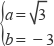 a = √3
b = − 3